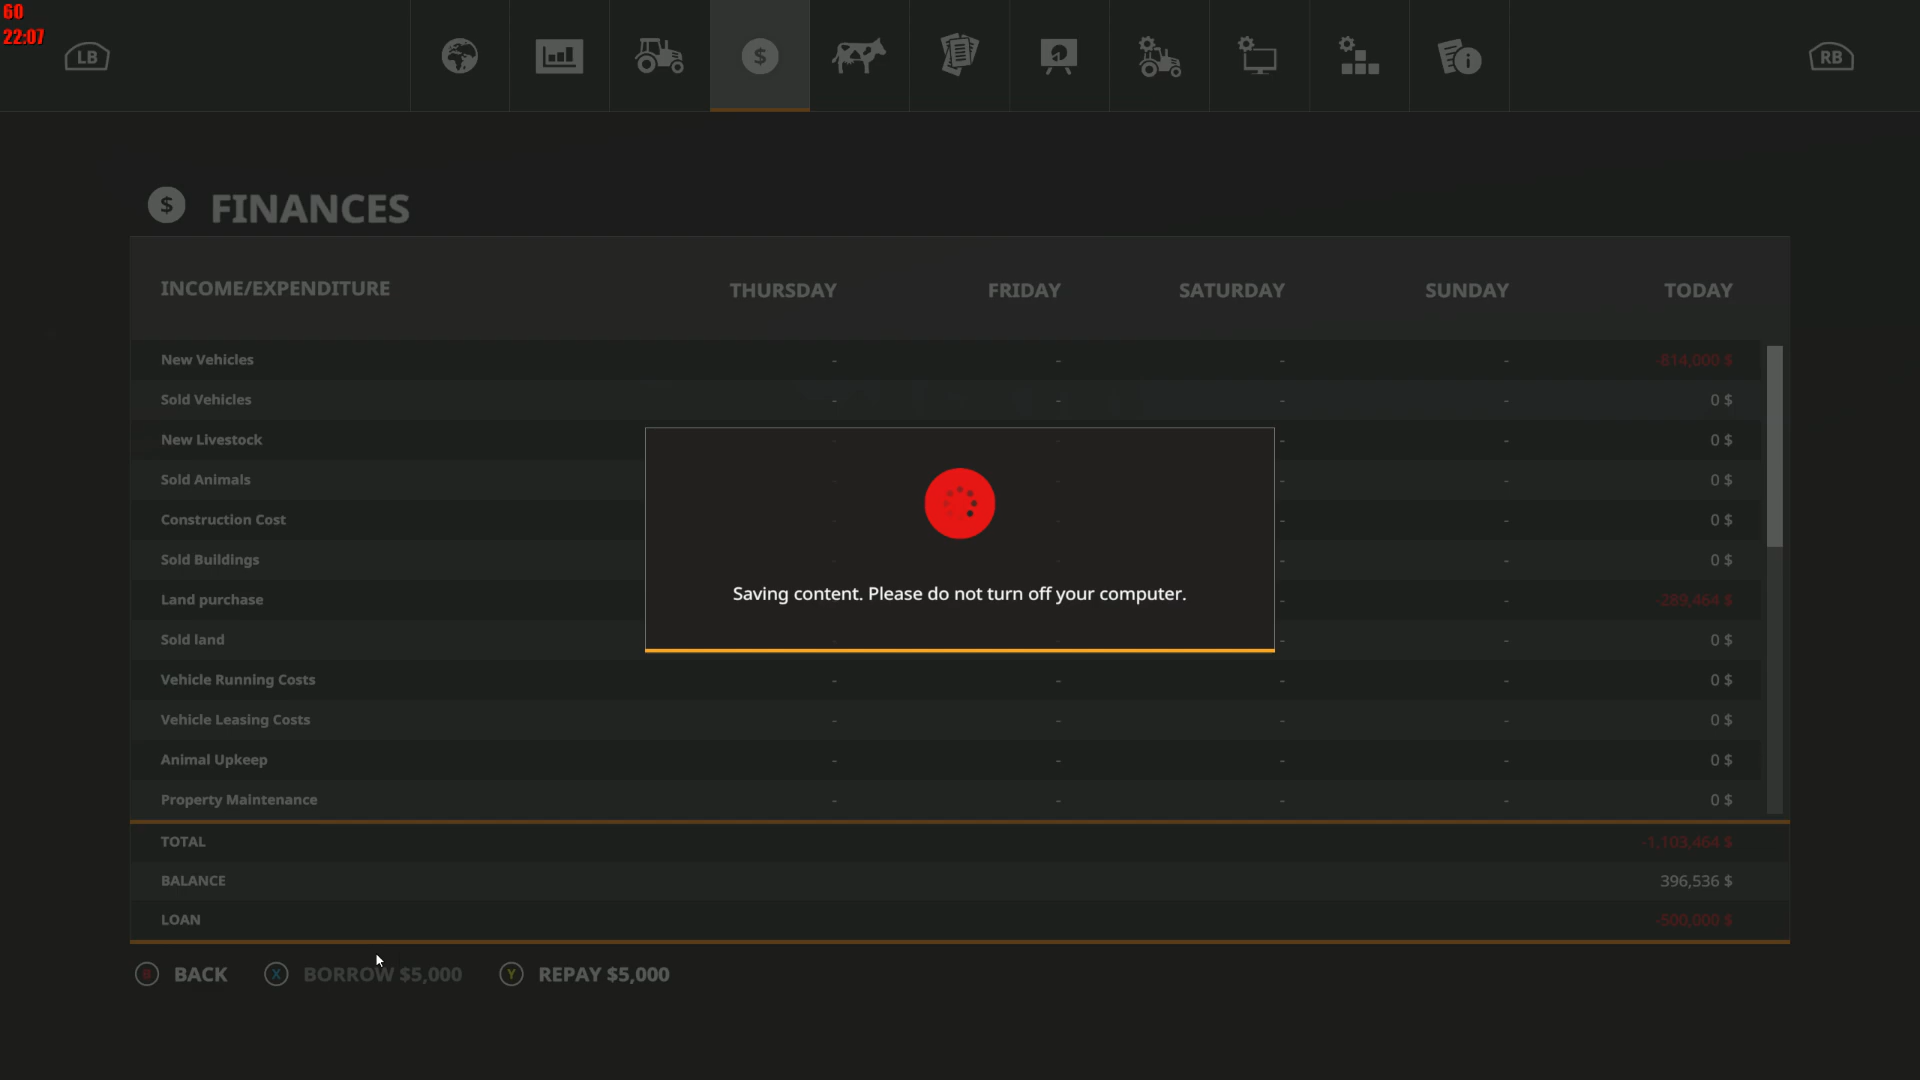 60
22:07
LB
RB
$ FINANCES
INCOME/EXPENDITURE THURSDAY FRIDAY SATURDAY SUNDAY TODAY
New Vehicles - - - - -814,000 $
Sold Vehicles - - - - 0 $
New Livestock - - - - 0 $
Sold Animals - - - - 0 $
Construction Cost - - - - 0 $
Sold Buildings - - - - 0 $
Land purchase - - -289,464 $
Sold land - - - - 0 $
Vehicle Running Costs - - - - 0 $
Vehicle Leasing Costs - - - - 0 $
Animal Upkeep - - - - 0 $
Property Maintenance - - - - 0 $
Saving content. Please do not turn off your computer.
TOTAL -1,103,464 $
BALANCE 396,536 $
LOAN -500,000 $
B BACK X BORROW $5,000 Y REPAY $5,000